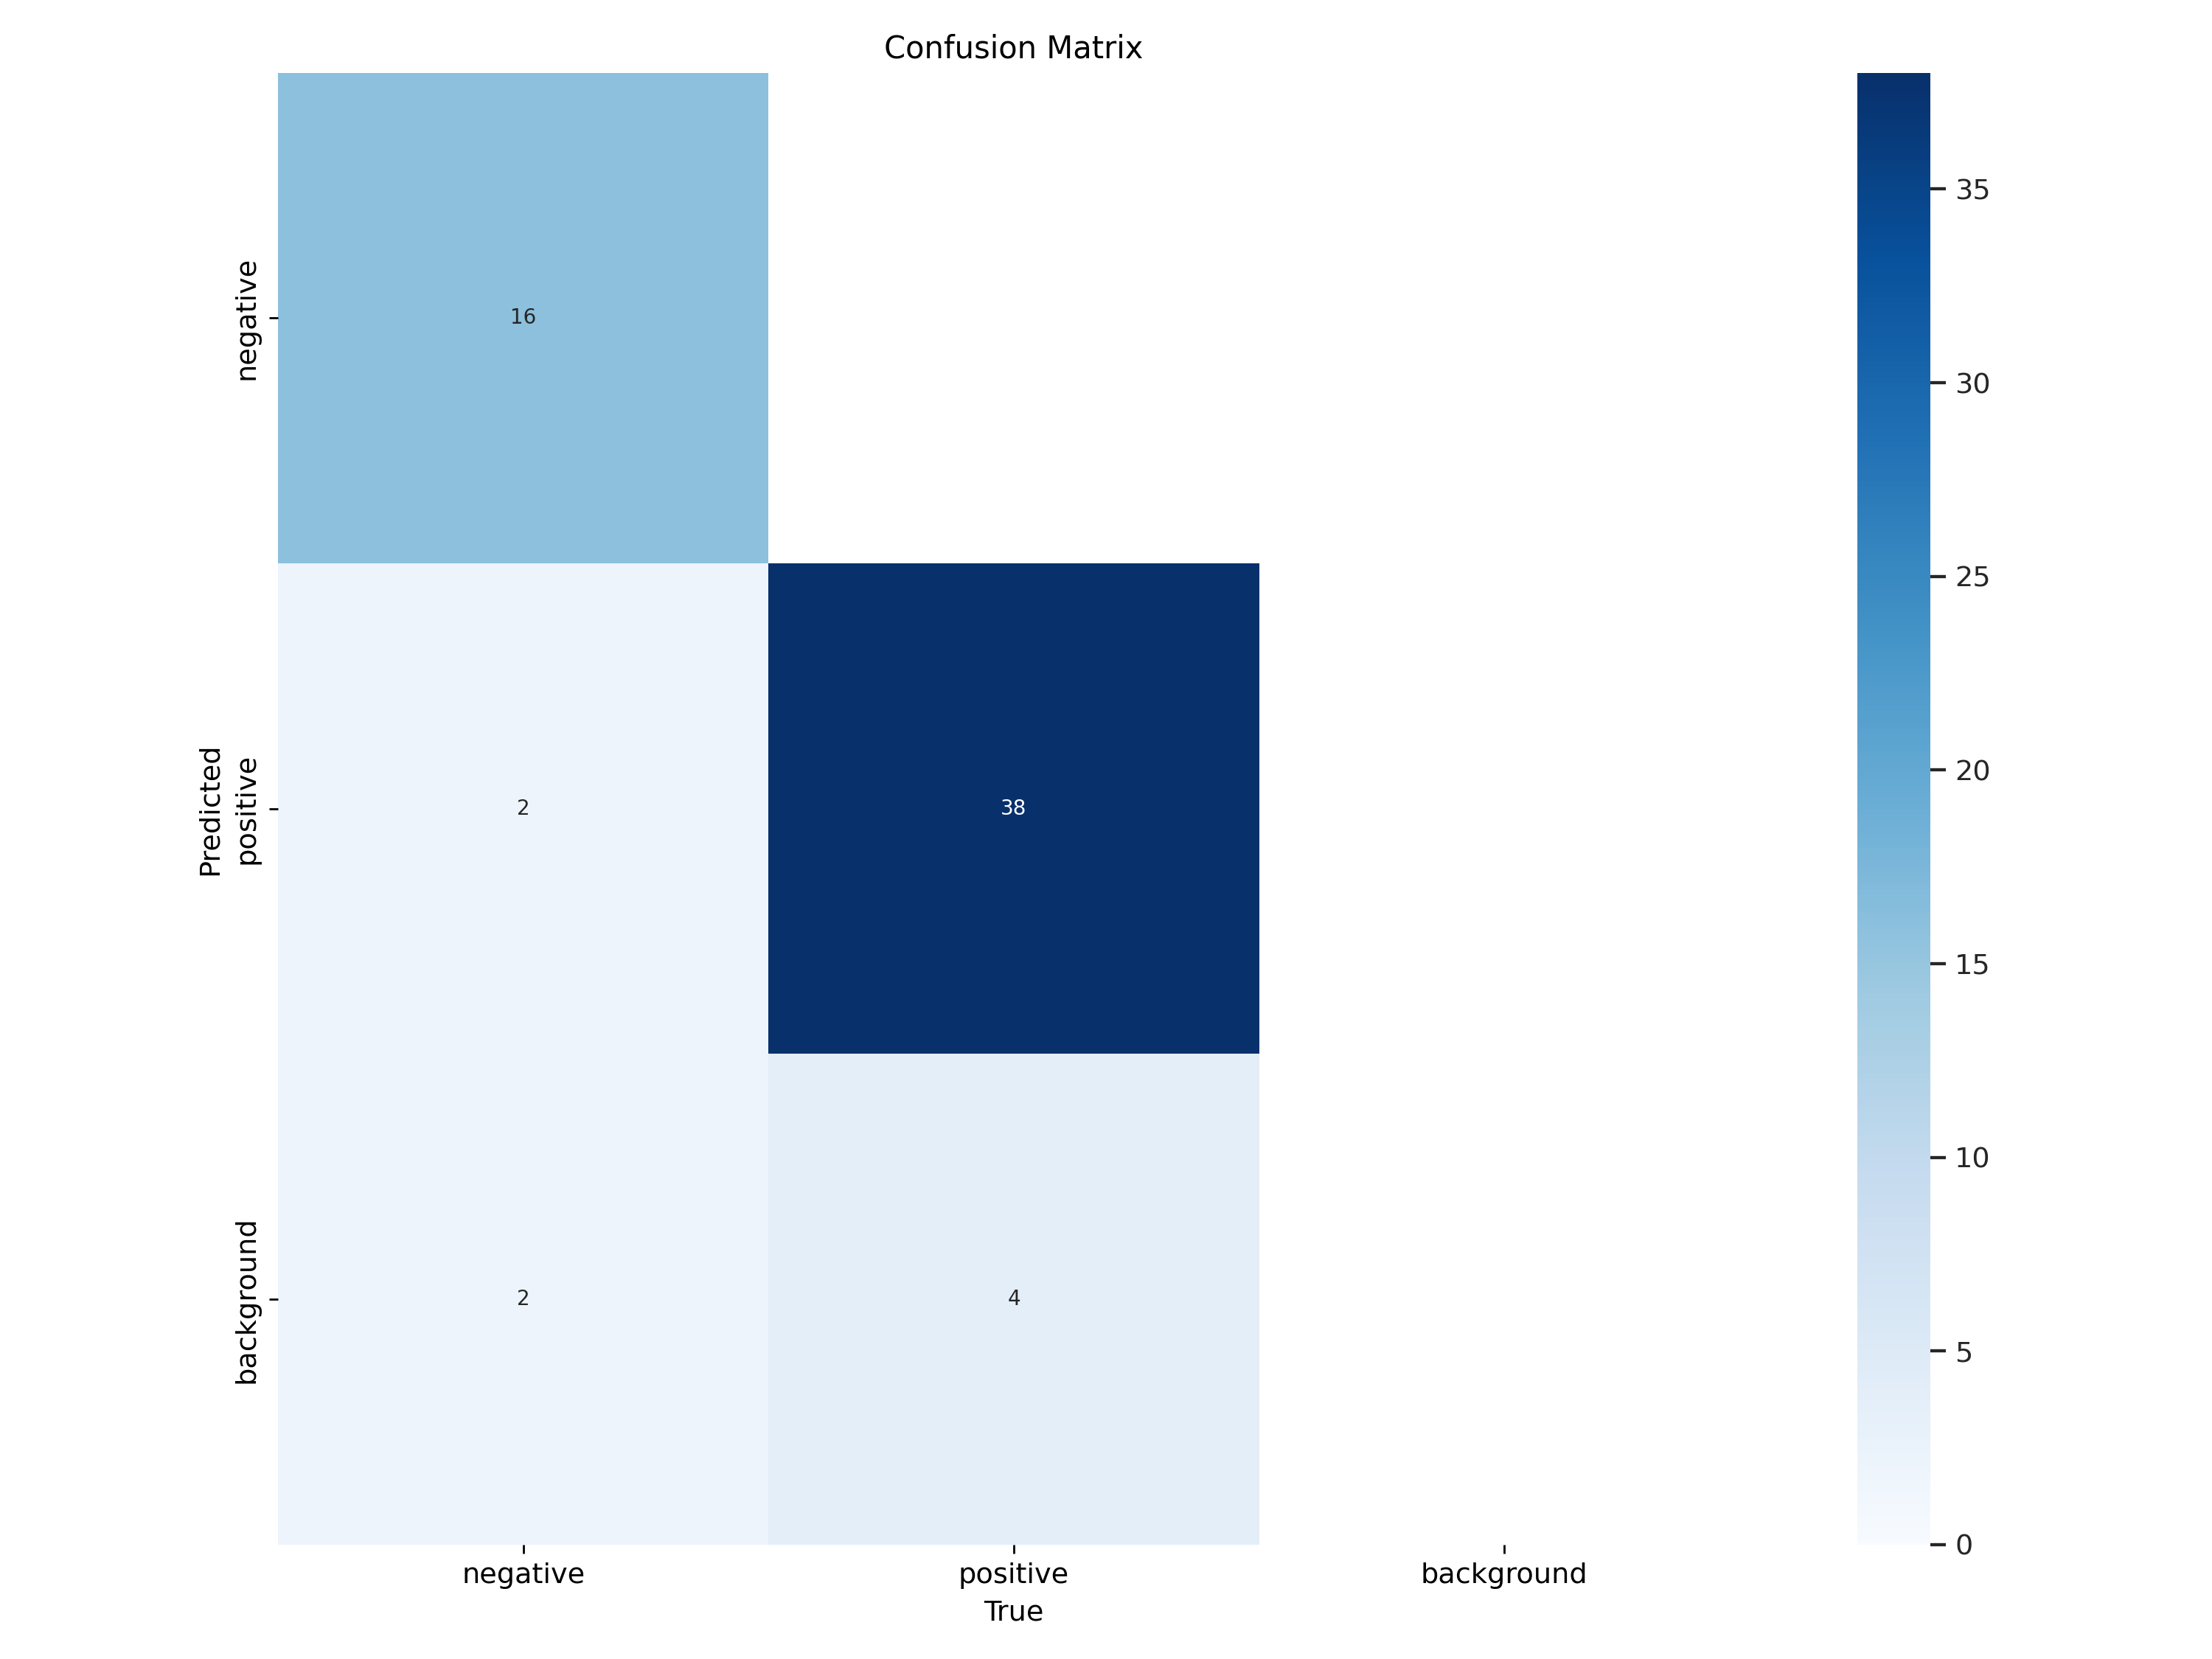 Confusion Matrix
negative
positive
background
Predicted
16
2
38
2
4
negative
positive
background
True
35
30
25
20
15
10
5
0